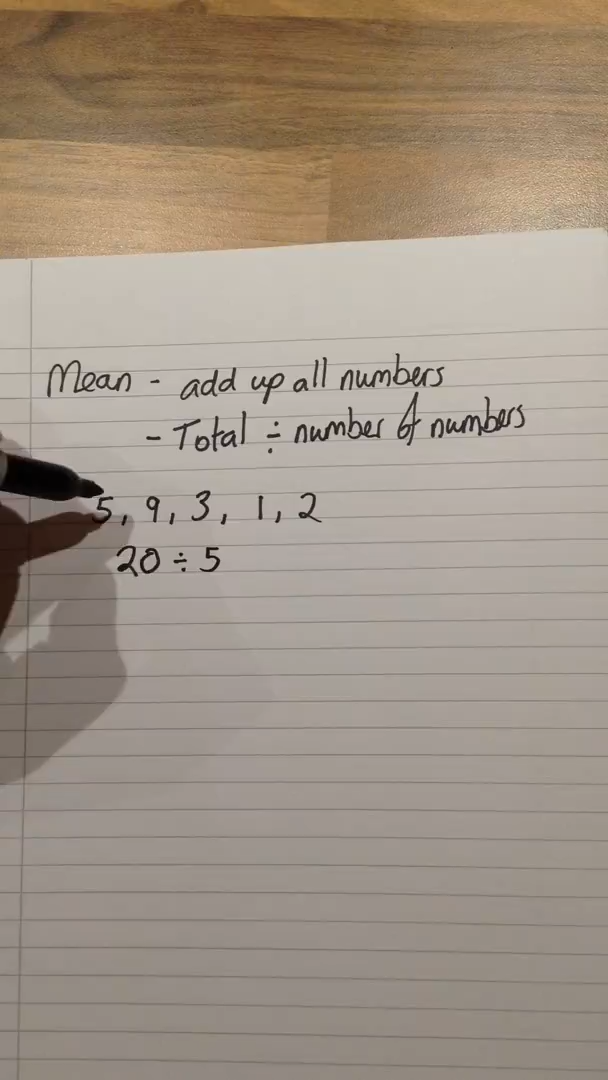 Mean - add up all numbers
- Total ÷ number of numbers
5, 9, 3, 1, 2
20 ÷ 5